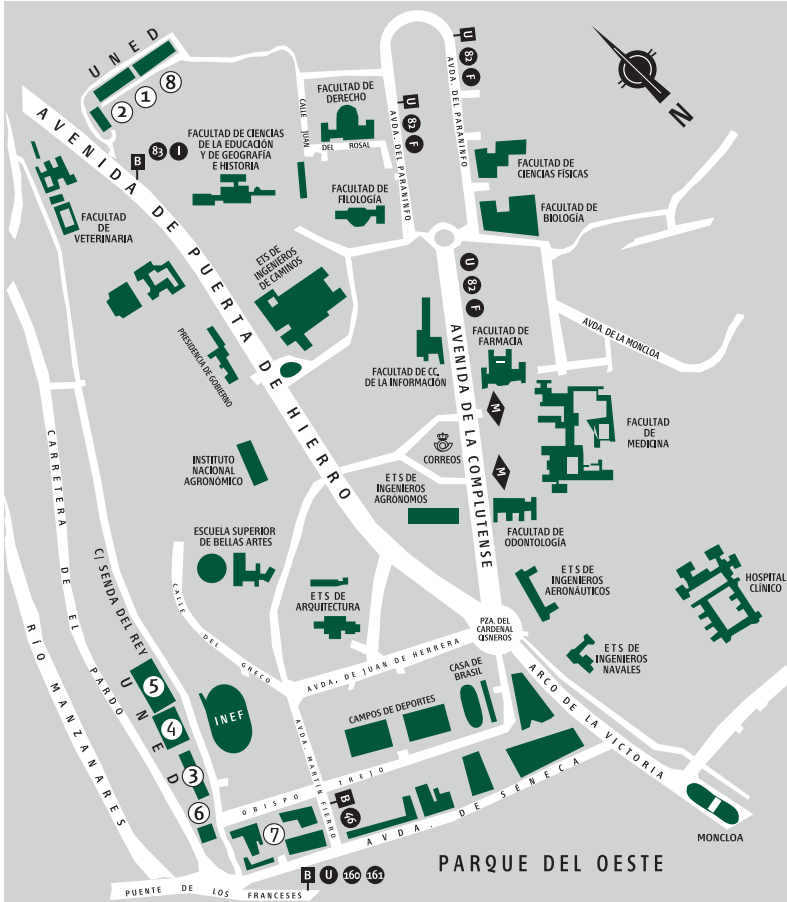 UNED
2
1
8
AVENIDA DE PUERTA DE HIERRO
B
83
I
FACULTAD DE CIENCIAS
DE LA EDUCACIÓN
Y DE GEOGRAFÍA
E HISTORIA
FACULTAD
DE
VETERINARIA
CALLE JUAN
DEL ROSAL
FACULTAD DE
DERECHO
FACULTAD DE
FILOLOGÍA
U
82
F
AVDA. DEL PARANINFO
U
82
F
AVDA. DEL PARANINFO
N
FACULTAD DE
CIENCIAS FÍSICAS
FACULTAD DE
BIOLOGÍA
ETS DE
INGENIEROS
DE CAMINOS
PRESIDENCIA DE GOBIERNO
U
82
F
AVENIDA DE LA COMPLUTENSE
FACULTAD DE
FARMACIA
AVDA. DE LA MONCLOA
FACULTAD DE CC.
DE LA INFORMACIÓN
M
FACULTAD
DE
MEDICINA
CORREOS
M
INSTITUTO
NACIONAL
AGRONÓMICO
E T S DE
INGENIEROS
AGRÓNOMOS
FACULTAD DE
ODONTOLOGÍA
ESCUELA SUPERIOR
DE BELLAS ARTES
CALLE DEL GRECO
E T S DE
ARQUITECTURA
E T S DE
INGENIEROS
AERONÁUTICOS
HOSPITAL
CLÍNICO
PZA. DEL
CARDENAL
CISNEROS
E T S DE
INGENIEROS
NAVALES
CARRETERA DE EL PARDO
C/ SENDA DEL REY
RÍO MANZANARES
UNED
5
4
3
6
INEF
AVDA. DE JUAN DE HERRERA
CASA DE
BRASIL
CAMPOS DE DEPORTES
ARCO DE LA VICTORIA
AVDA. MARTÍN FIERRO
OBISPO TREJO
B
46
7
AVDA. DE SÉNECA
MONCLOA
PARQUE DEL OESTE
B
U
160
161
PUENTE DE LOS FRANCESES